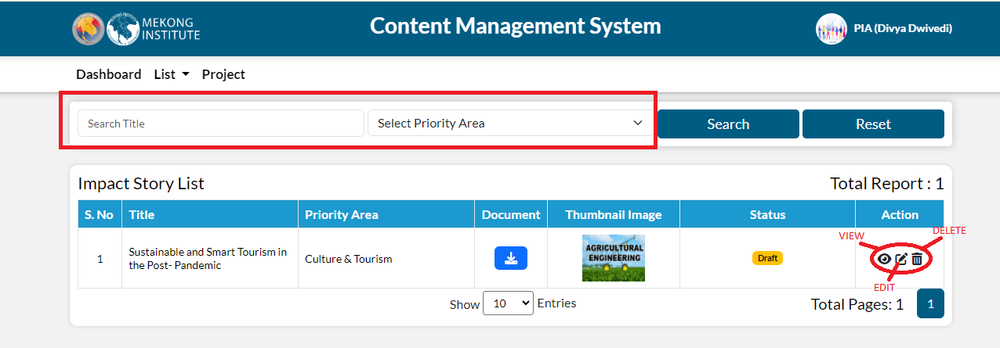 MEKONG
INSTITUTE
Content Management System
PIA (Divya Dwivedi)
Dashboard List Project
Search Title
Select Priority Area
Search
Reset
Impact Story List
Total Report : 1
S. No Title Priority Area Document Thumbnail Image Status Action
VIEW
DELETE
1
Sustainable and Smart Tourism in
the Post- Pandemic
Culture & Tourism
AGRICULTURAL
ENGINEERING
Draft
EDIT
Show 10 Entries
Total Pages: 1 1